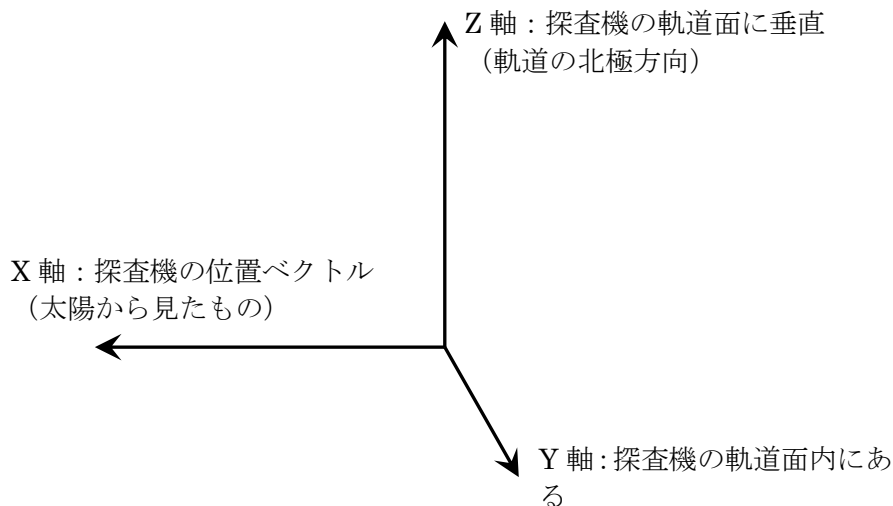 Z 軸：探査機の軌道面に垂直
（軌道の北極方向）
X 軸：探査機の位置ベクトル
（太陽から見たもの）
Y 軸：探査機の軌道面内にあ
る